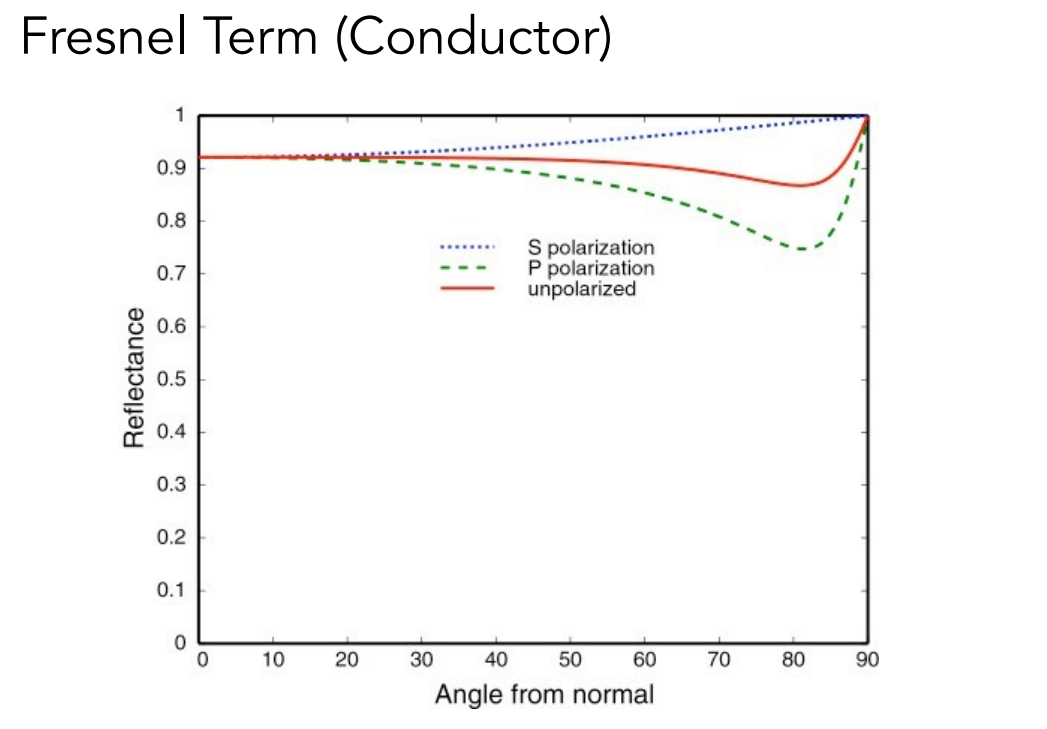 Fresnel Term (Conductor)
1
0.9
0.8
0.7
0.6
0.5
0.4
0.3
0.2
0.1
0
Reflectance
S polarization
P polarization
unpolarized
0 10 20 30 40 50 60 70 80 90
Angle from normal